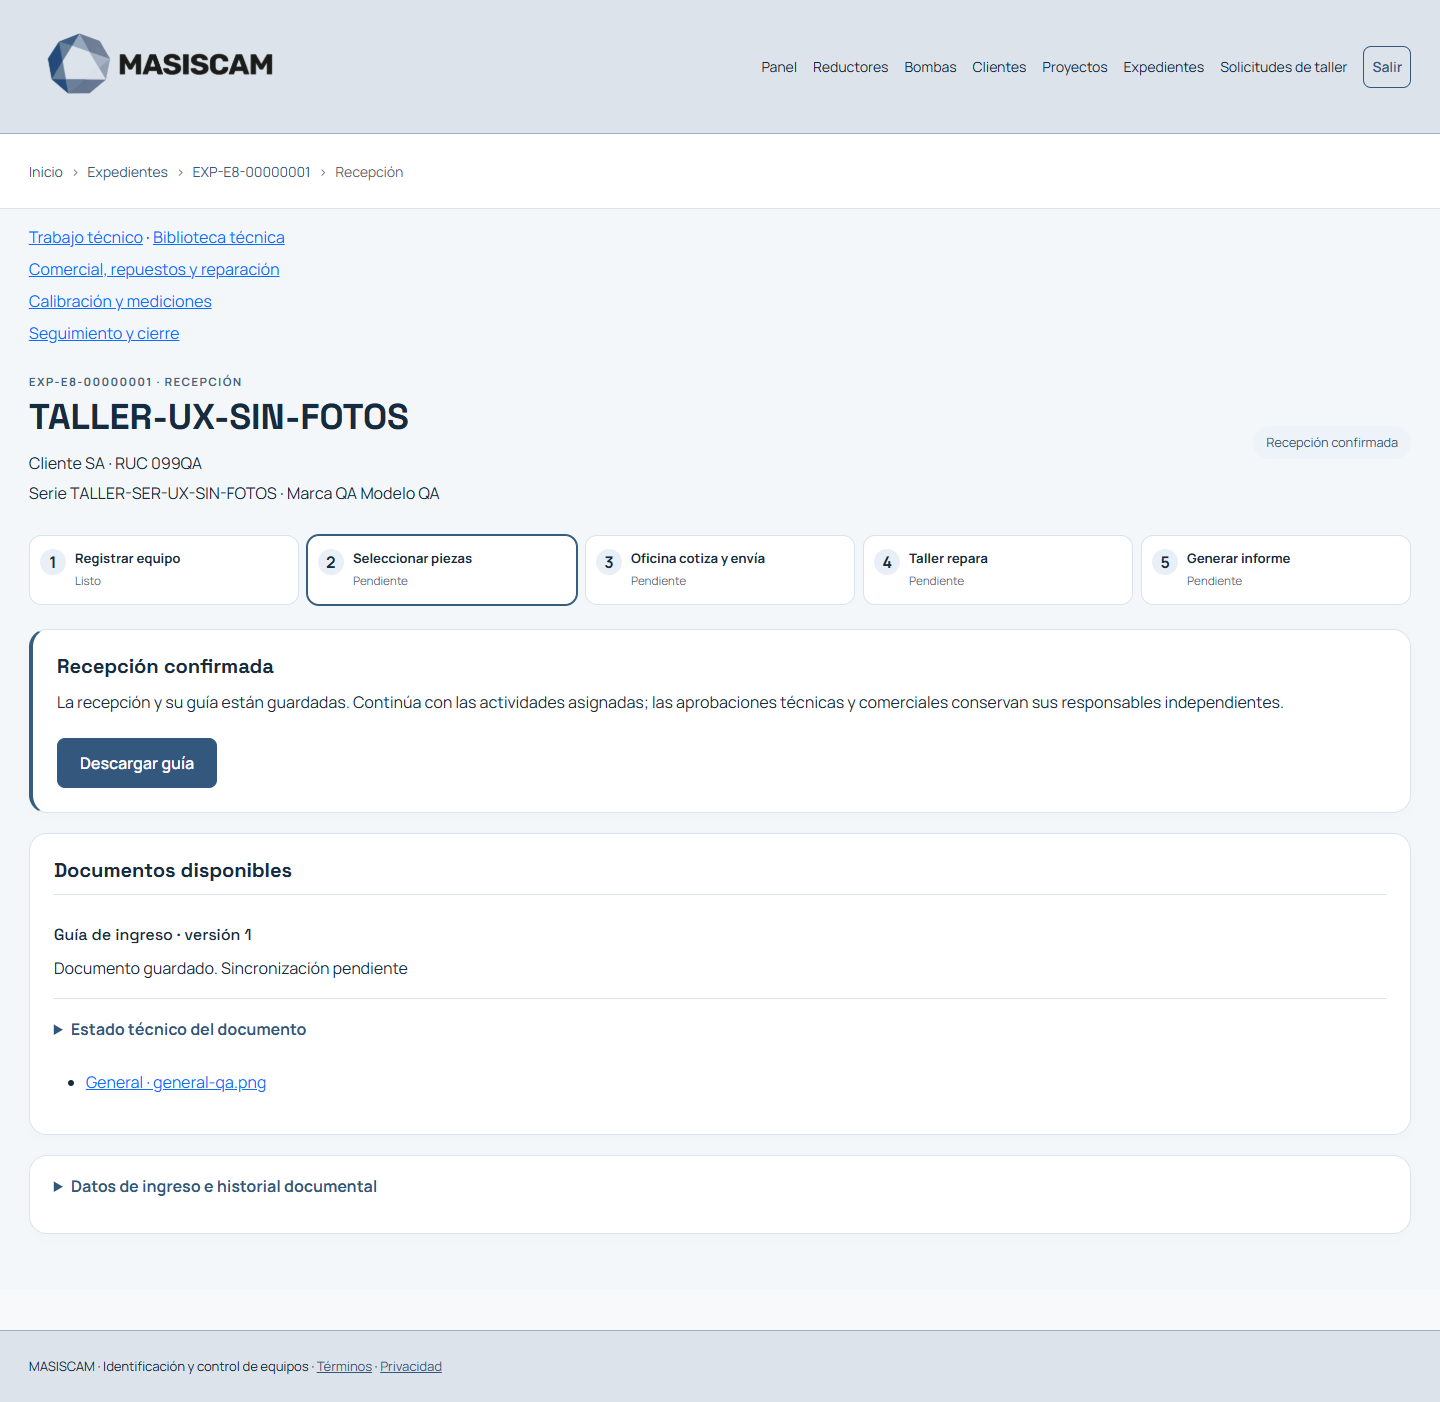 MASISCAM
Panel Reductores Bombas Clientes Proyectos Expedientes Solicitudes de taller Salir
Inicio › Expedientes › EXP-E8-00000001 › Recepción
Trabajo técnico · Biblioteca técnica
Comercial, repuestos y reparación
Calibración y mediciones
Seguimiento y cierre
EXP-E8-00000001 · RECEPCIÓN
TALLER-UX-SIN-FOTOS
Recepción confirmada
Cliente SA · RUC 099QA
Serie TALLER-SER-UX-SIN-FOTOS · Marca QA Modelo QA
1 Registrar equipo
Listo
2 Seleccionar piezas
Pendiente
3 Oficina cotiza y envía
Pendiente
4 Taller repara
Pendiente
5 Generar informe
Pendiente
Recepción confirmada
La recepción y su guía están guardadas. Continúa con las actividades asignadas; las aprobaciones técnicas y comerciales conservan sus responsables independientes.
Descargar guía
Documentos disponibles
Guía de ingreso · versión 1
Documento guardado. Sincronización pendiente
▶ Estado técnico del documento
• General · general-qa.png
▶ Datos de ingreso e historial documental
MASISCAM · Identificación y control de equipos · Términos · Privacidad